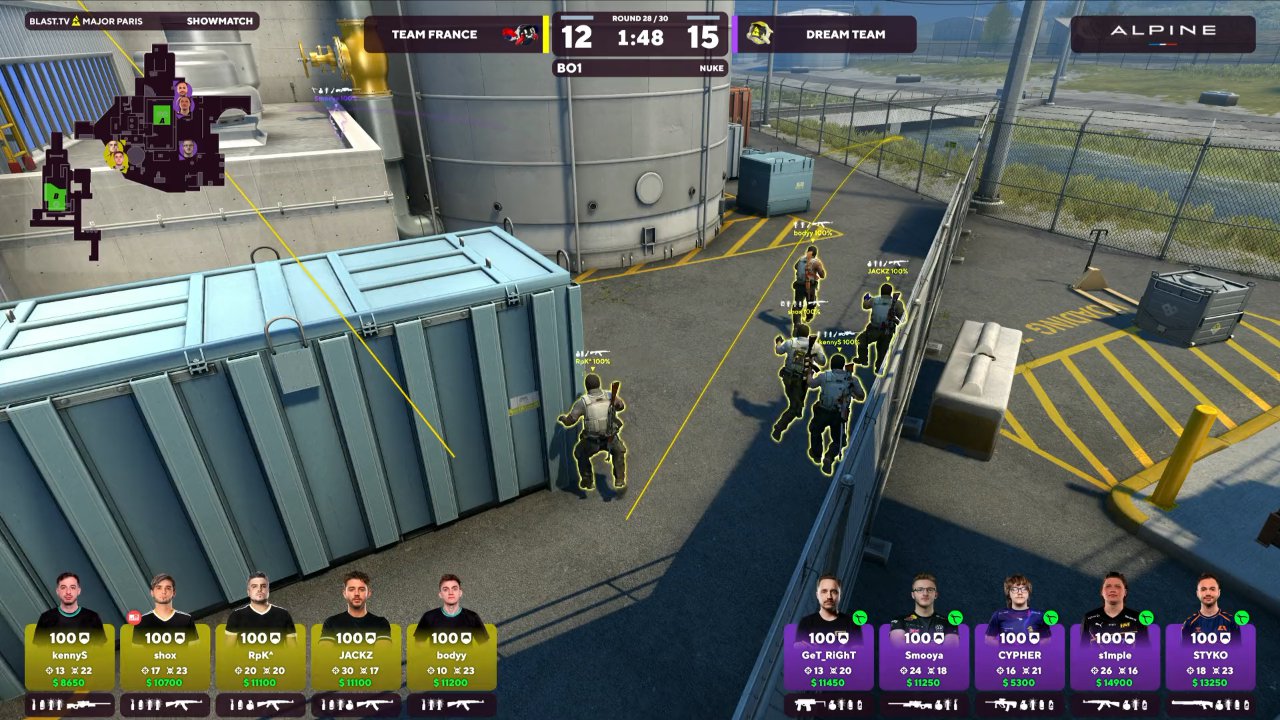 BLAST.TV MAJOR PARIS SHOWMATCH
TEAM FRANCE
12
ROUND 28 / 30
1:48
15
DREAM TEAM
ALPINE
BO1 NUKE
A
B
Smooya 100%
bodyy 100%
JACKZ 100%
shox 100%
kennyS 100%
RpK^ 100%
LOADING
100 100 100 100 100
kennyS shox RpK^ JACKZ bodyy
13 22 17 23 20 20 30 17 10 23
$ 8650 $ 10700 $ 11100 $ 11100 $ 11200
100 100 100 100 100
GeT_RiGhT Smooya CYPHER s1mple STYKO
13 20 24 18 16 21 26 16 18 23
$ 11450 $ 11250 $ 5300 $ 14900 $ 13250